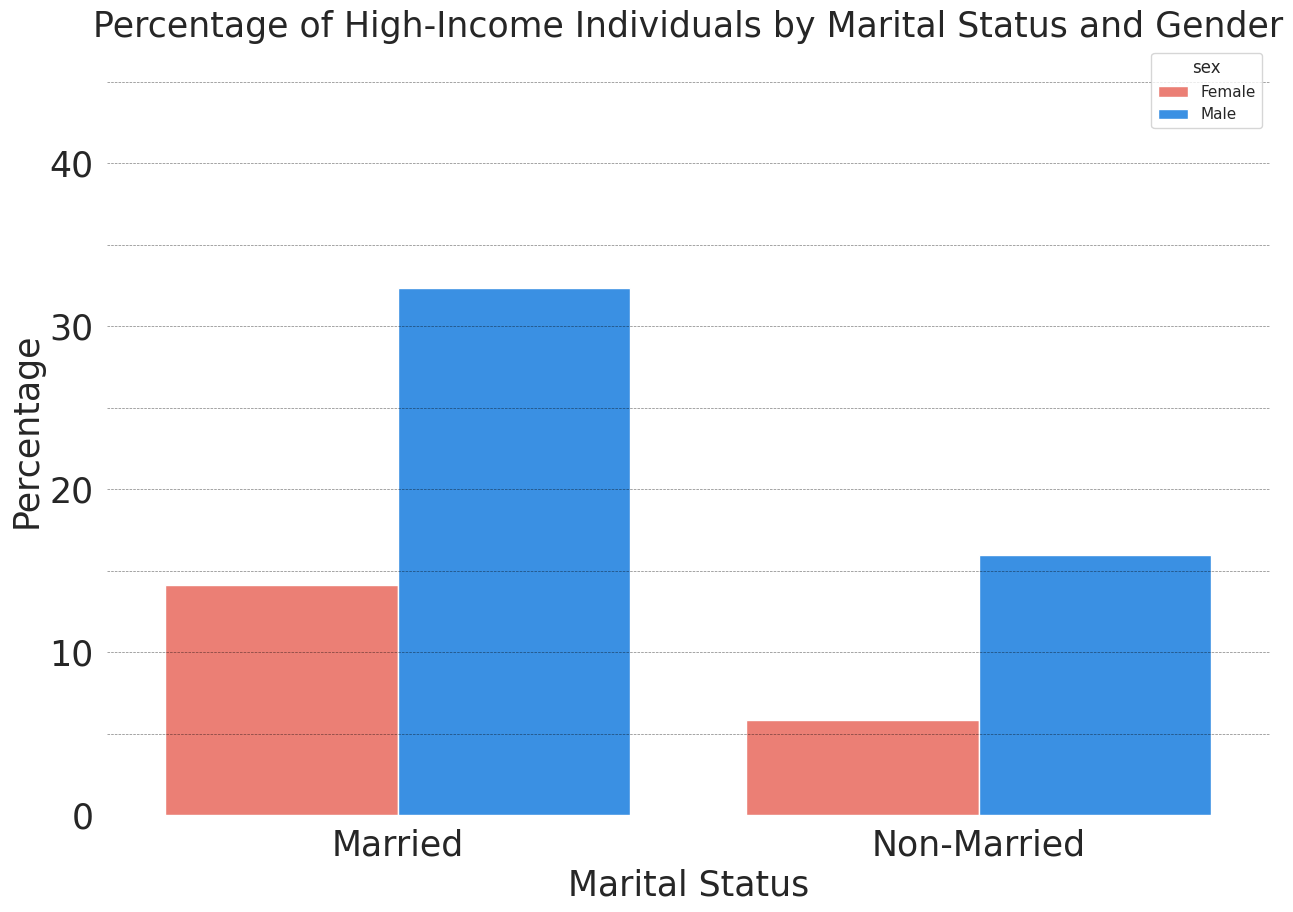 Percentage of High-Income Individuals by Marital Status and Gender
sex
Female
Male
40
30
20
10
0
Percentage
Married
Non-Married
Marital Status